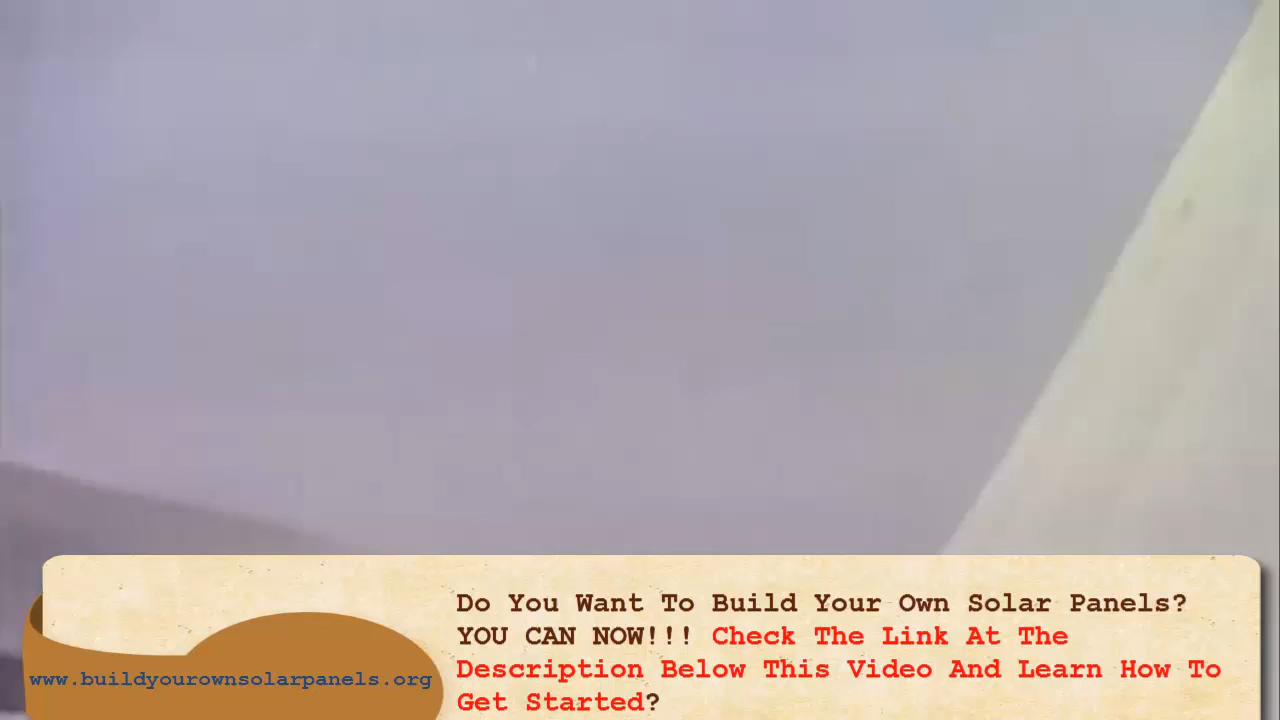 Do You Want To Build Your Own Solar Panels?
YOU CAN NOW!!! Check The Link At The
Description Below This Video And Learn How To
Get Started?
www.buildyourownsolarpanels.org